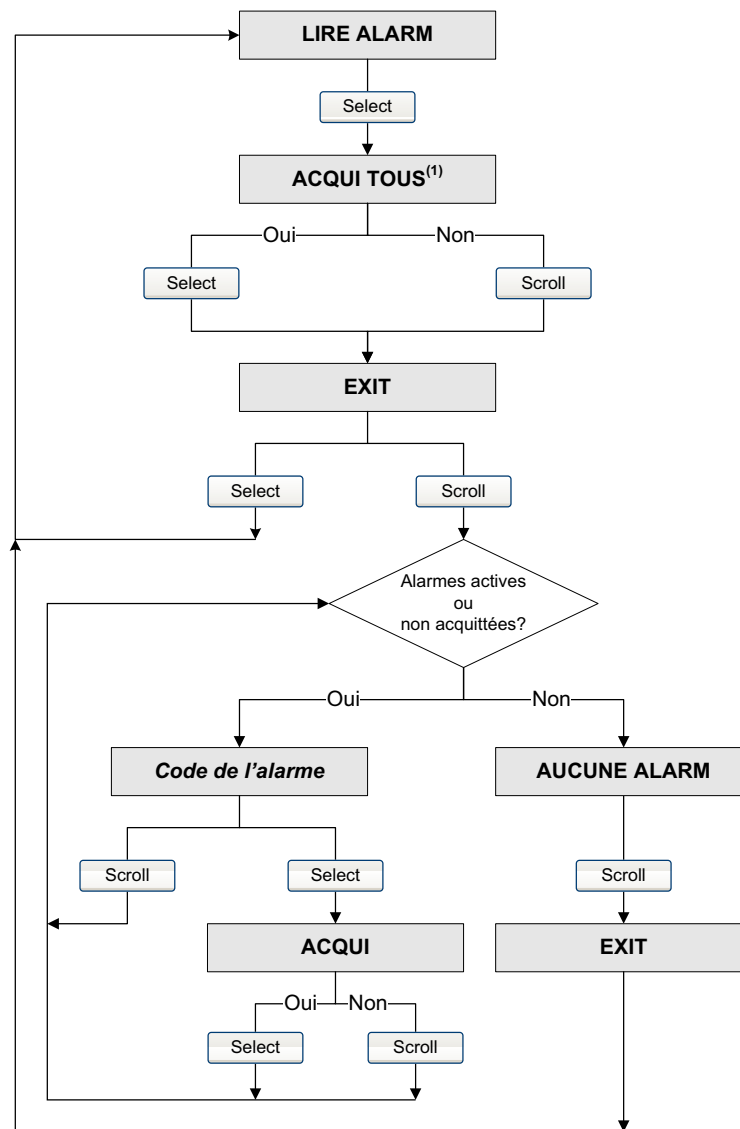 LIRE ALARM
Select
ACQUI TOUS(1)
Oui
Non
Select
Scroll
EXIT
Select
Scroll
Alarmes actives
ou
non acquittées?
Oui
Non
Code de l'alarme
AUCUNE ALARM
Scroll
Select
Scroll
ACQUI
EXIT
Oui
Non
Select
Scroll